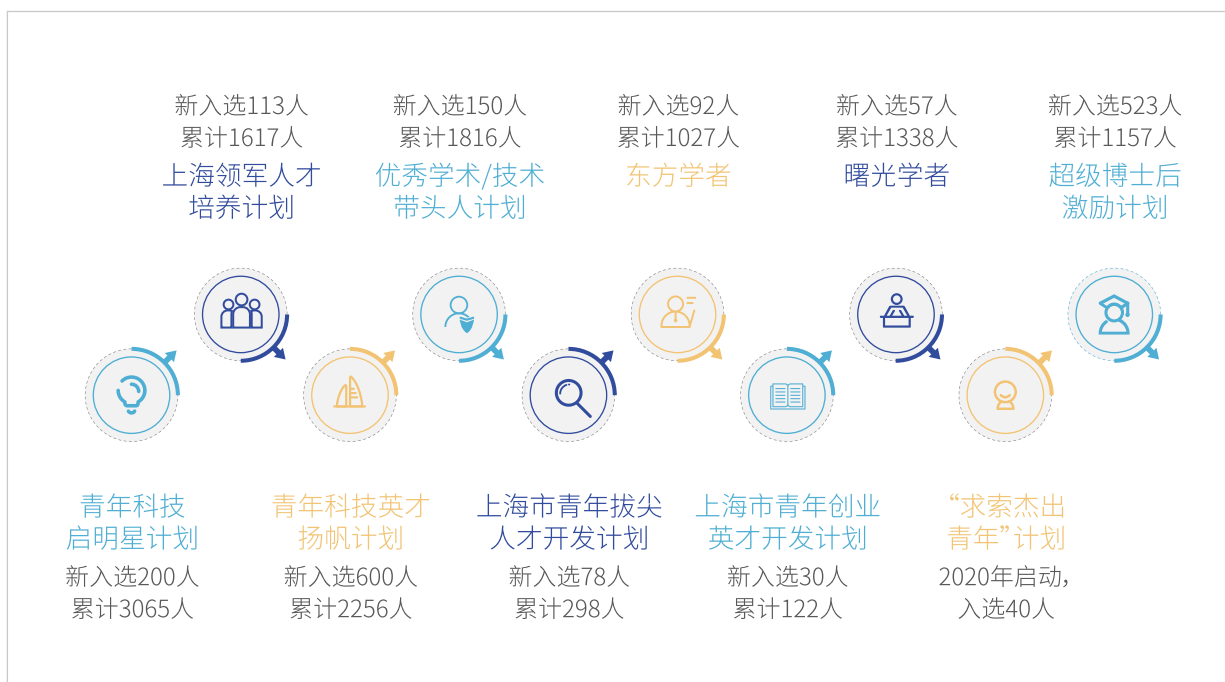 新入选113人
累计1617人
上海领军人才
培养计划
新入选150人
累计1816人
优秀学术/技术
带头人计划
新入选92人
累计1027人
东方学者
新入选57人
累计1338人
曙光学者
新入选523人
累计1157人
超级博士后
激励计划
青年科技
启明星计划
新入选200人
累计3065人
青年科技英才
扬帆计划
新入选600人
累计2256人
上海市青年拔尖
人才开发计划
新入选78人
累计298人
上海市青年创业
英才开发计划
新入选30人
累计122人
“求索杰出
青年”计划
2020年启动，
入选40人